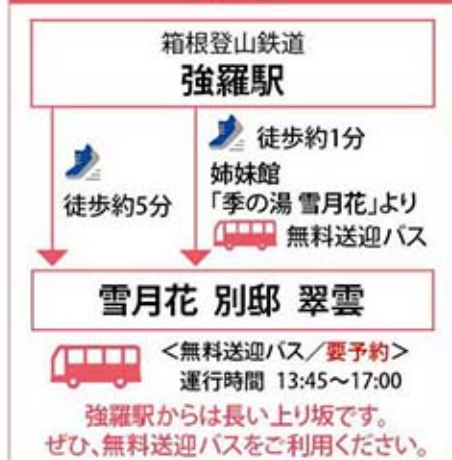 箱根登山鉄道
強羅駅
徒歩約5分
徒歩約1分
姉妹館
「季の湯 雪月花」より
無料送迎バス
雪月花 別邸 翠雲
<無料送迎バス/要予約>
運行時間 13:45～17:00
強羅駅からは長い上り坂です。
ぜひ、無料送迎バスをご利用ください。